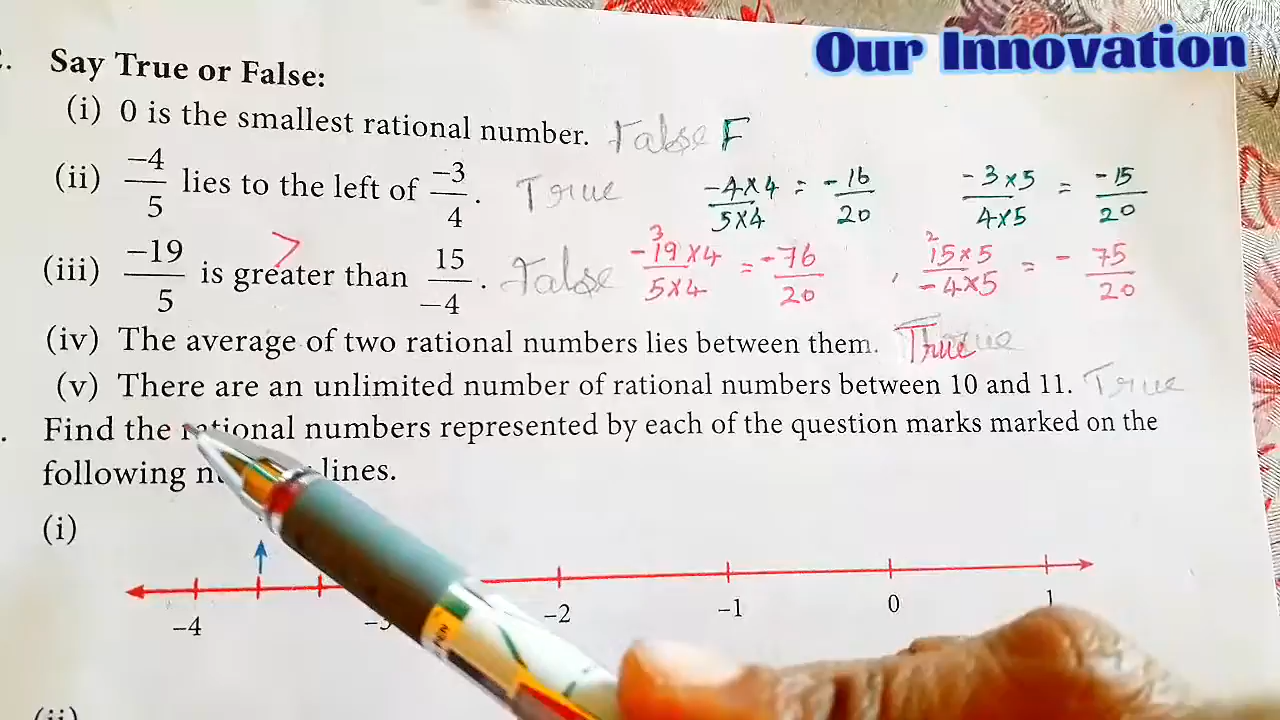 Our Innovation
Say True or False:
(i) 0 is the smallest rational number. False F
(ii) -4/5 lies to the left of -3/4. True -4×4/5×4 = -16/20 -3×5/4×5 = -15/20
(iii) -19/5 is greater than 15/-4. False > -19×4/5×4 = -76/20 , 15×5/-4×5 = -75/20
(iv) The average of two rational numbers lies between them. True
(v) There are an unlimited number of rational numbers between 10 and 11. True
Find the rational numbers represented by each of the question marks marked on the
following lines.
(i)
-4 -2 -1 0 1
(ii)